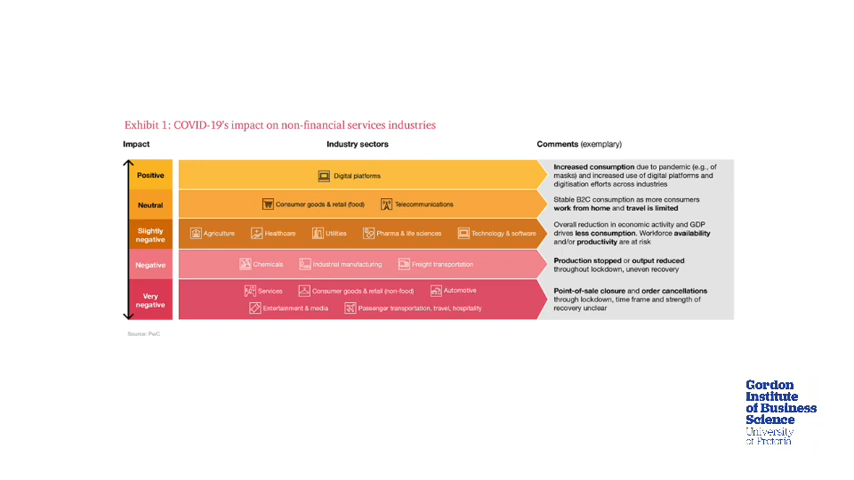 Exhibit 1: COVID-19's impact on non-financial services industries
Impact
Industry sectors
Comments (exemplary)
Positive
Digital platforms
Increased consumption due to pandemic (e.g., of
masks) and increased use of digital platforms and
digitisation efforts across industries
Neutral
Consumer goods & retail (food)
Telecommunications
Stable B2C consumption as more consumers
work from home and travel is limited
Slightly
negative
Agriculture
Healthcare
Utilities
Pharma & life sciences
Technology & software
Overall reduction in economic activity and GDP
drives less consumption. Workforce availability
and/or productivity are at risk
Negative
Chemicals
Industrial manufacturing
Freight transportation
Production stopped or output reduced
throughout lockdown, uneven recovery
Very
negative
Services
Consumer goods & retail (non-food)
Automotive
Entertainment & media
Passenger transportation, travel, hospitality
Point-of-sale closure and order cancellations
through lockdown, time frame and strength of
recovery unclear
Source: PwC
Gordon
Institute
of Business
Science
University
of Pretoria